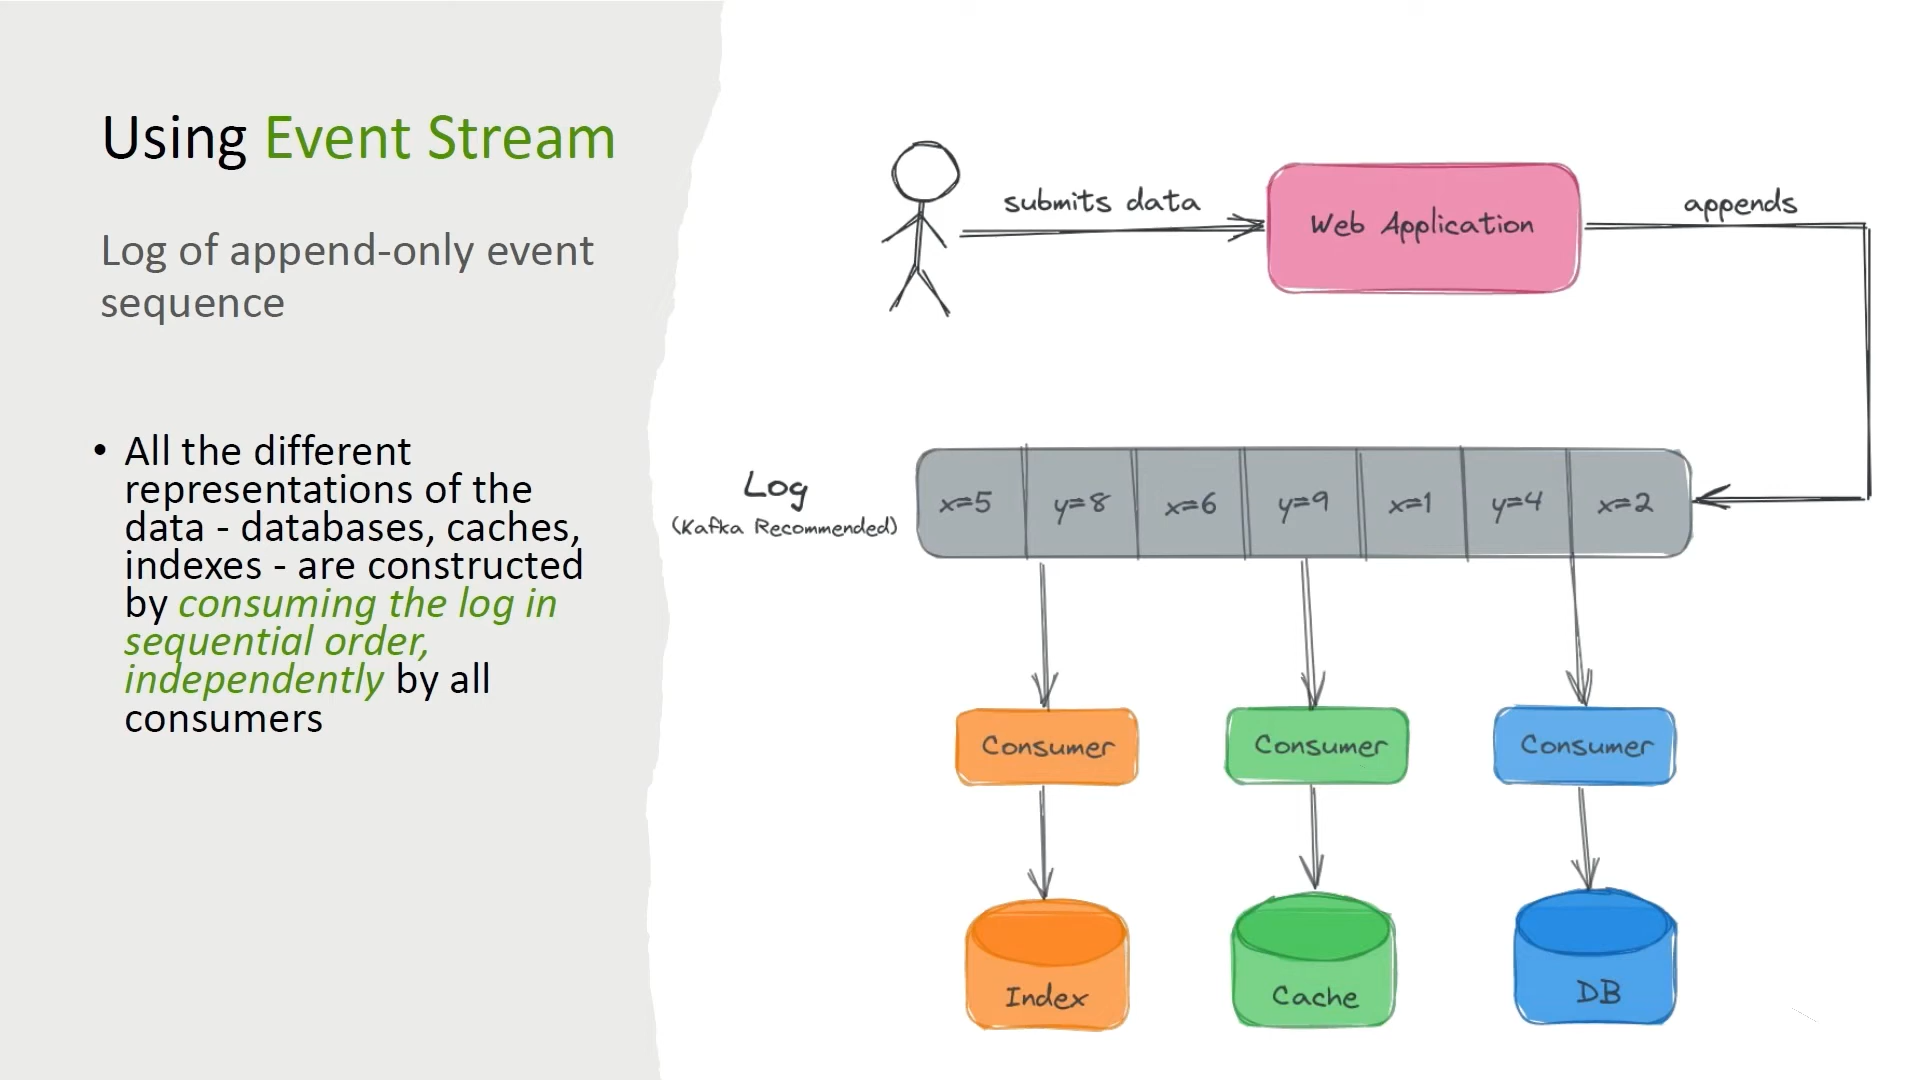 Using Event Stream
Log of append-only event
sequence
• All the different
representations of the
data - databases, caches,
indexes - are constructed
by consuming the log in
sequential order,
independently by all
consumers
submits data
Web Application
appends
Log
(Kafka Recommended)
x=5 y=8 x=6 y=9 x=1 y=4 x=2
Consumer Consumer Consumer
Index Cache DB